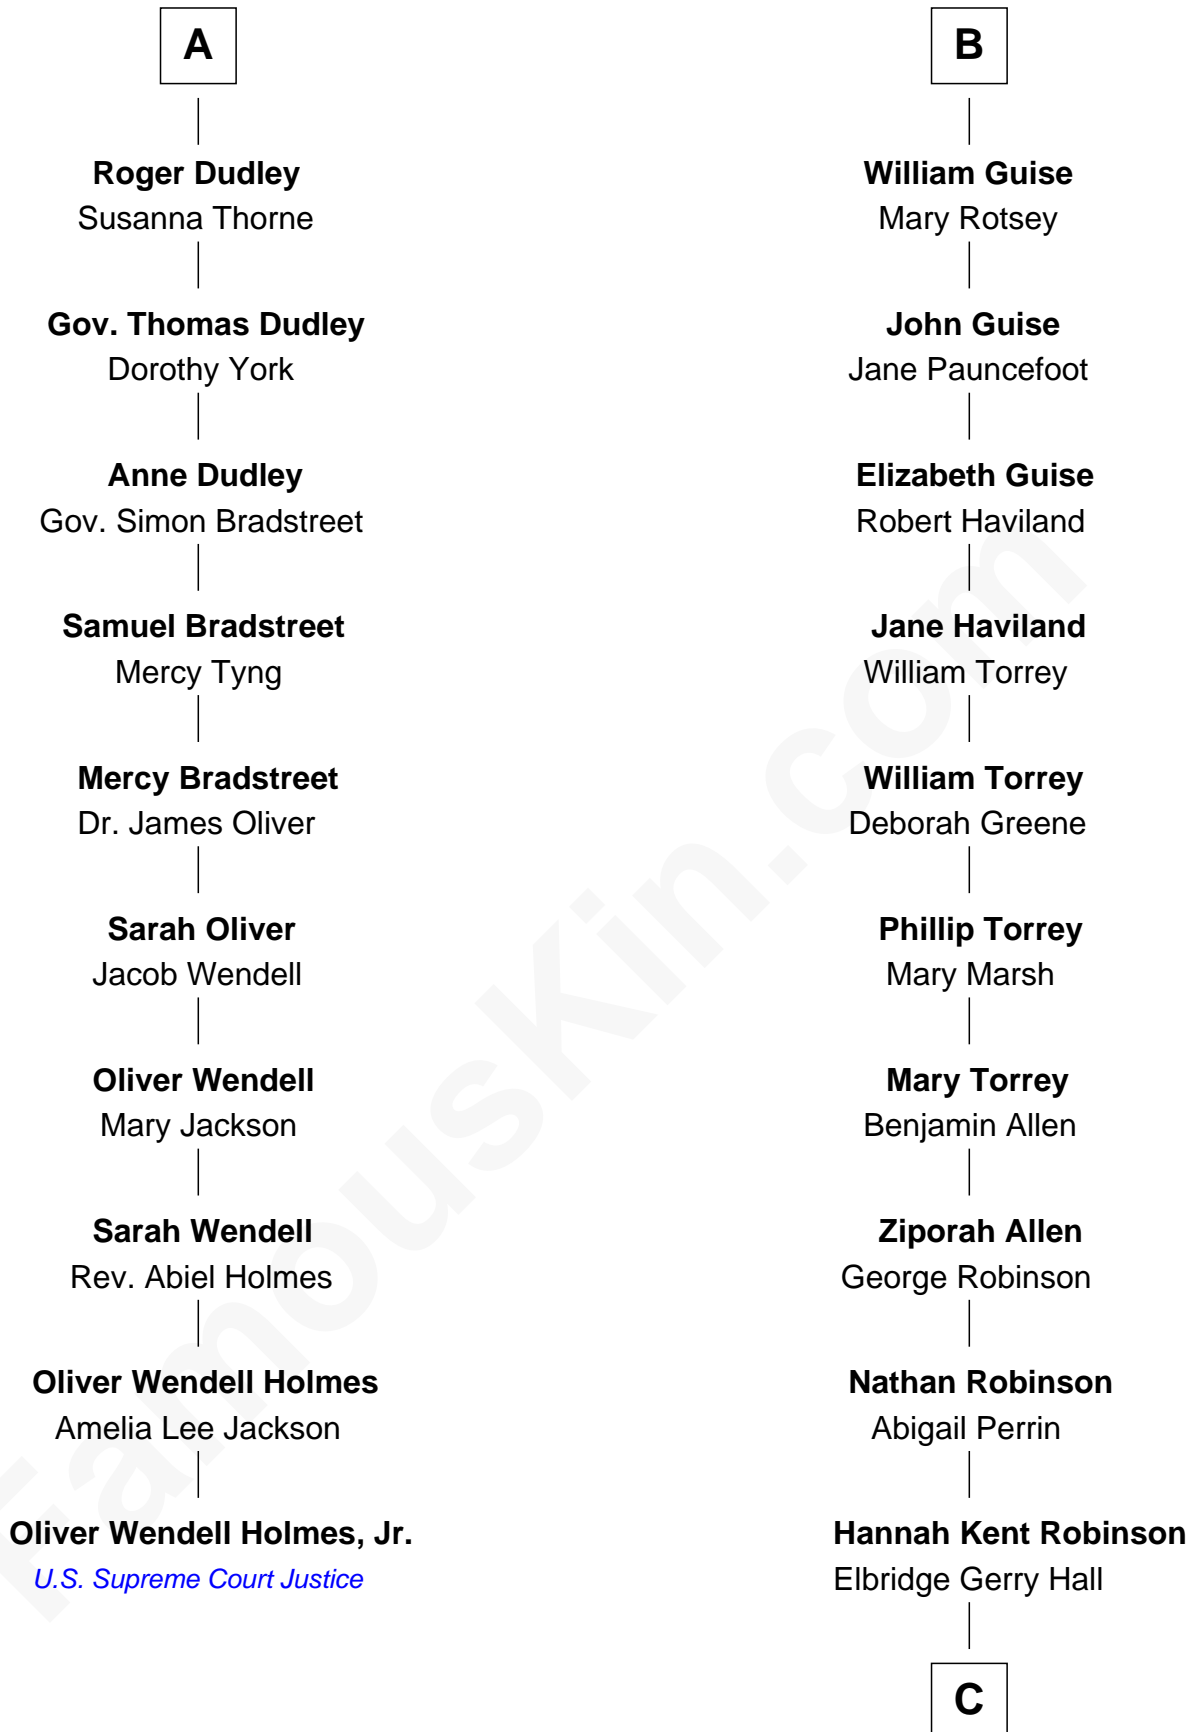 A
Roger Dudley
Susanna Thorne
Gov. Thomas Dudley
Dorothy York
Anne Dudley
Gov. Simon Bradstreet
Samuel Bradstreet
Mercy Tyng
Mercy Bradstreet
Dr. James Oliver
Sarah Oliver
Jacob Wendell
Oliver Wendell
Mary Jackson
Sarah Wendell
Rev. Abiel Holmes
Oliver Wendell Holmes
Amelia Lee Jackson
Oliver Wendell Holmes, Jr.
U.S. Supreme Court Justice
B
William Guise
Mary Rotsey
John Guise
Jane Pauncefoot
Elizabeth Guise
Robert Haviland
Jane Haviland
William Torrey
William Torrey
Deborah Greene
Phillip Torrey
Mary Marsh
Mary Torrey
Benjamin Allen
Ziporah Allen
George Robinson
Nathan Robinson
Abigail Perrin
Hannah Kent Robinson
Elbridge Gerry Hall
C
FamousKin.com